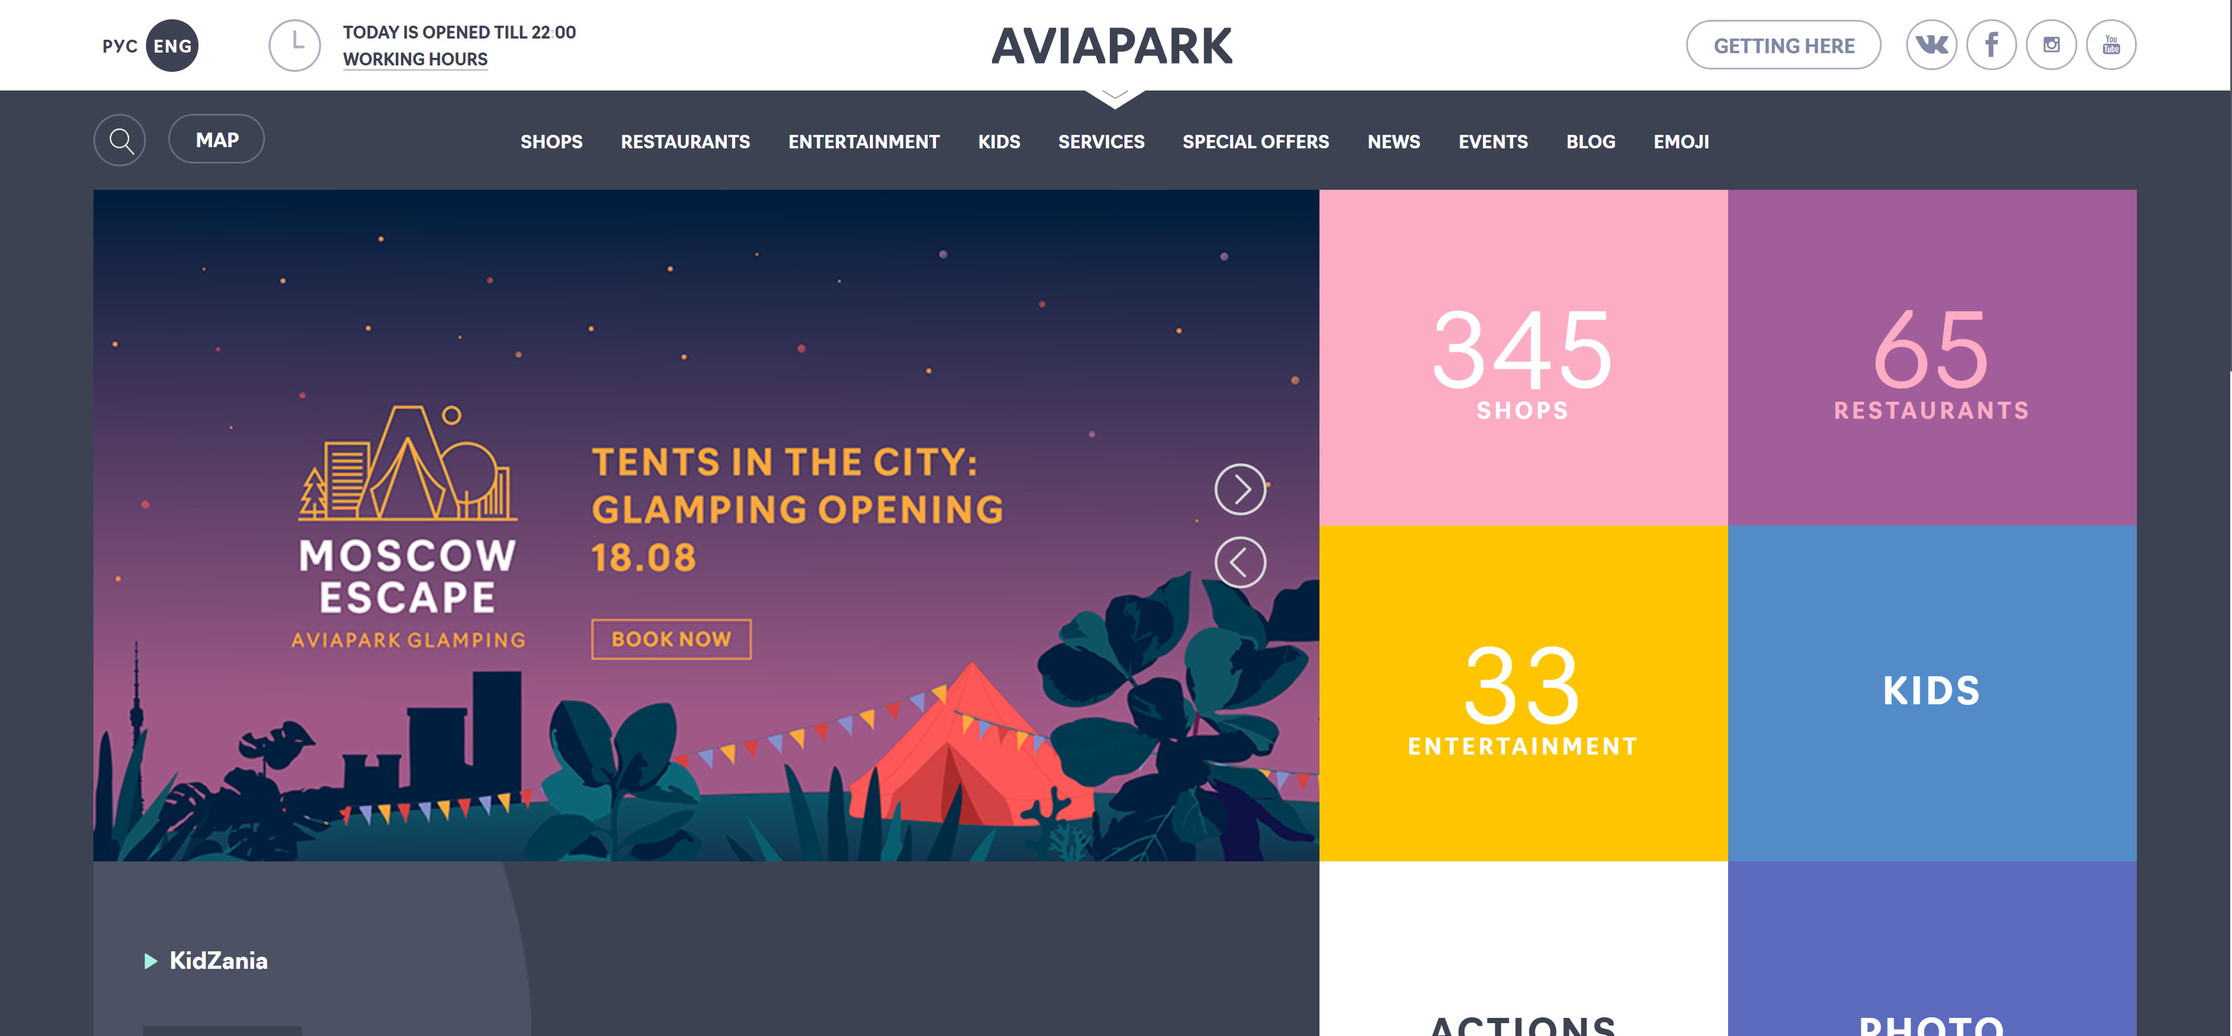 РУС ENG
TODAY IS OPENED TILL 22:00
WORKING HOURS
AVIAPARK
GETTING HERE
You
Tube
MAP
SHOPS RESTAURANTS ENTERTAINMENT KIDS SERVICES SPECIAL OFFERS NEWS EVENTS BLOG EMOJI
MOSCOW
ESCAPE
AVIAPARK GLAMPING
TENTS IN THE CITY:
GLAMPING OPENING
18.08
BOOK NOW
345
SHOPS
65
RESTAURANTS
33
ENTERTAINMENT
KIDS
KidZania
ACTIONS
PHOTO